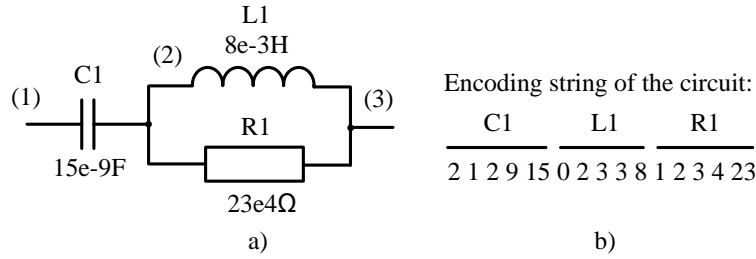 L1
8e-3H
(2)
C1
(1)
(3)
R1
15e-9F
23e4Ω
a)
Encoding string of the circuit:
C1 L1 R1
2 1 2 9 15 0 2 3 3 8 1 2 3 4 23
b)